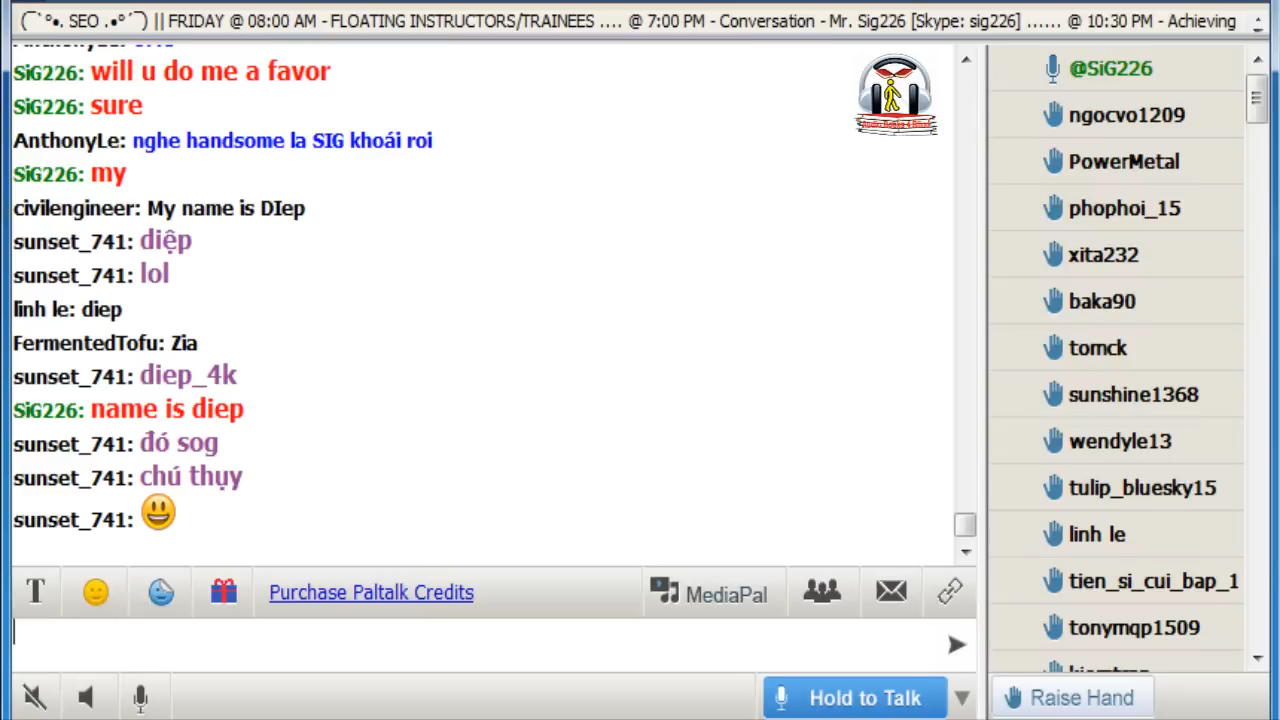 (¯`°•. SEO .•°´¯) || FRIDAY @ 08:00 AM - FLOATING INSTRUCTORS/TRAINEES .... @ 7:00 PM - Conversation - Mr. Sig226 [Skype: sig226] ...... @ 10:30 PM - Achieving
SiG226: will u do me a favor
SiG226: sure
AnthonyLe: nghe handsome la SIG khoái roi
SiG226: my
civilengineer: My name is DIep
sunset_741: diệp
sunset_741: lol
linh le: diep
FermentedTofu: Zia
sunset_741: diep_4k
SiG226: name is diep
sunset_741: đó sog
sunset_741: chú thụy
sunset_741: 😃
T
Purchase Paltalk Credits
MediaPal
Hold to Talk
@SiG226
ngocvo1209
PowerMetal
phophoi_15
xita232
baka90
tomck
sunshine1368
wendyle13
tulip_bluesky15
linh le
tien_si_cui_bap_1
tonymqp1509
Raise Hand